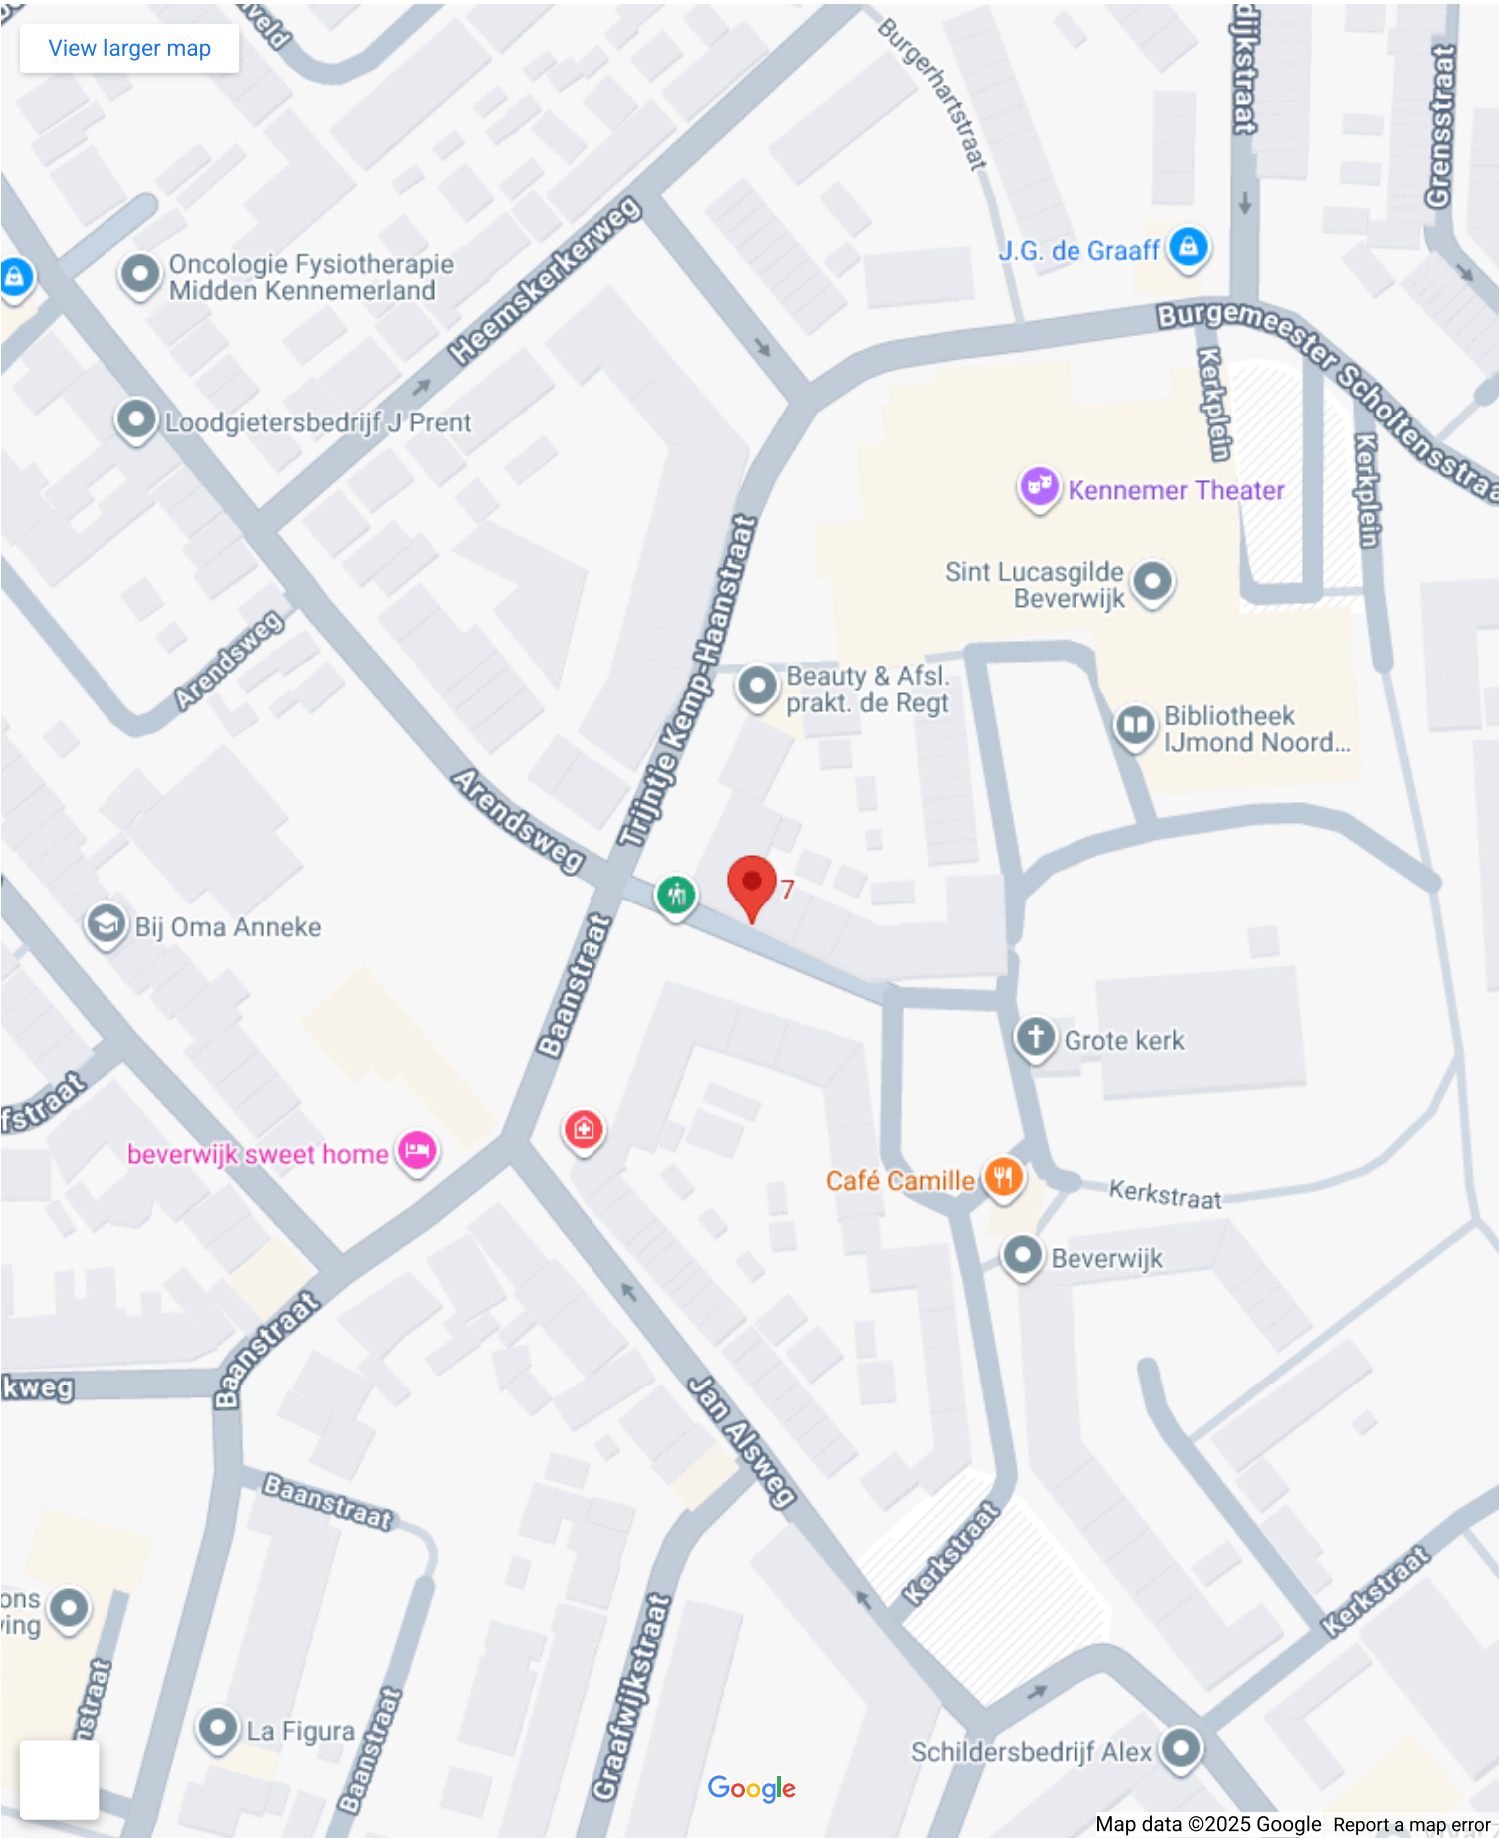 View larger map
Burgerhartstraat
dijkstraat
Grensstraat
Oncologie Fysiotherapie
Midden Kennemerland
Heemskerkerweg
J.G. de Graaff
Burgemeester Scholtensstraa
Kerkplein
Kerkplein
Loodgietersbedrijf J Prent
Kennemer Theater
Sint Lucasgilde
Beverwijk
Arendsweg
Trijntje Kemp-Haanstraat
Beauty & Afsl.
prakt. de Regt
Bibliotheek
IJmond Noord...
Arendsweg
7
Bij Oma Anneke
Baanstraat
Grote kerk
fstraat
beverwijk sweet home
Café Camille
Kerkstraat
Beverwijk
Baanstraat
kweg
Jan Alsweg
Baanstraat
Kerkstraat
Kerkstraat
ons
ving
Graafwijkstraat
nstraat
Baanstraat
La Figura
Schildersbedrijf Alex
Google
Map data ©2025 Google
Report a map error